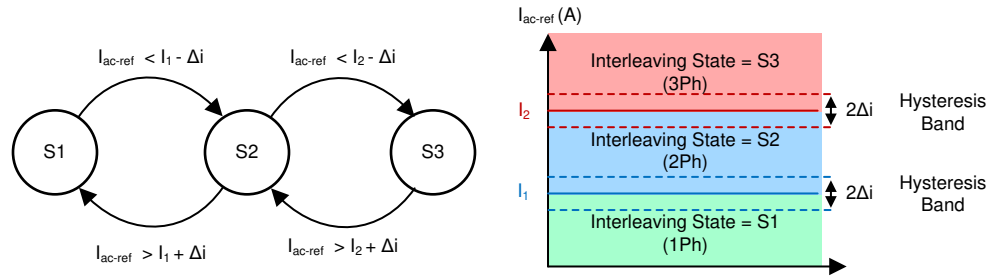 I_ac-ref < I_1 - Δi
I_ac-ref < I_2 - Δi
S1
S2
S3
I_ac-ref > I_1 + Δi
I_ac-ref > I_2 + Δi
I_ac-ref (A)
Interleaving State = S3
(3Ph)
I_2
2Δi
Hysteresis
Band
Interleaving State = S2
(2Ph)
I_1
2Δi
Hysteresis
Band
Interleaving State = S1
(1Ph)